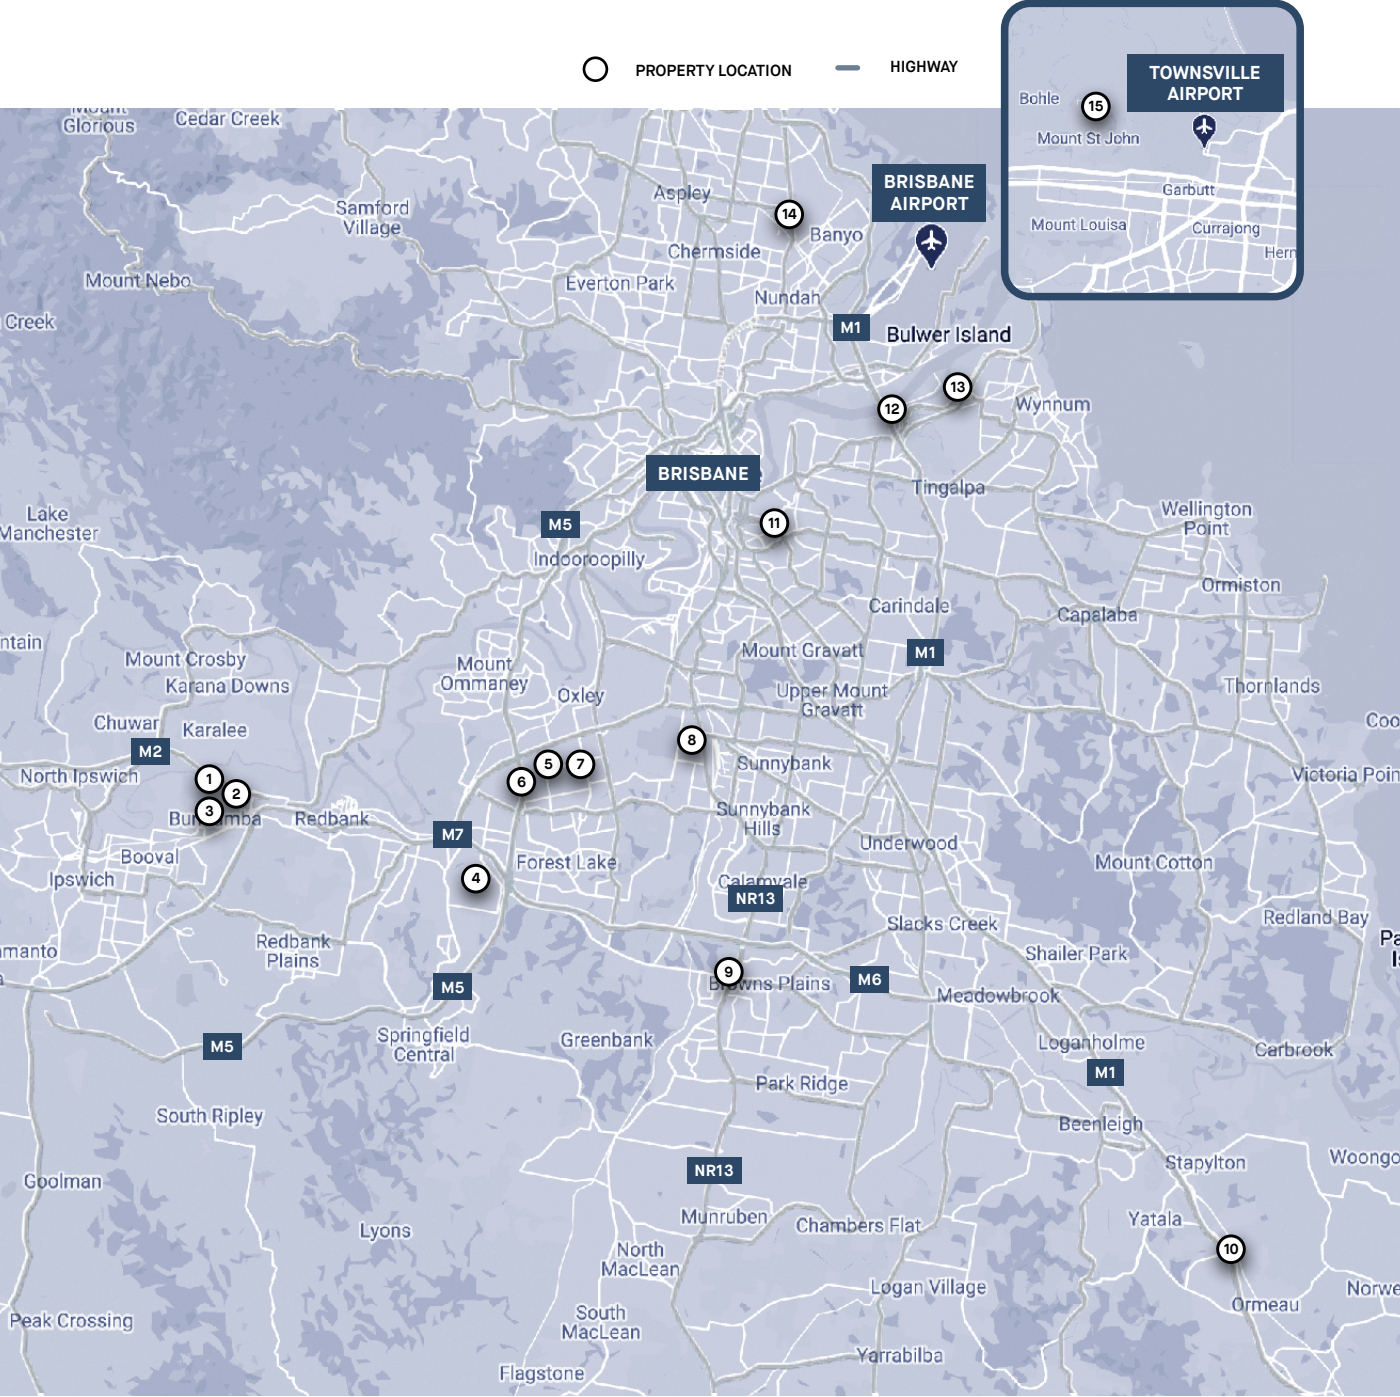 PROPERTY LOCATION
HIGHWAY
TOWNSVILLE
AIRPORT
Bohle
15
Mount St John
Garbutt
Mount Louisa
Currajong
Mount
Glorious
Cedar Creek
Samford
Village
Aspley
14
Banyo
BRISBANE
AIRPORT
Chermside
Mount Nebo
Everton Park
Nundah
Creek
M1
Bulwer Island
13
12
Wynnum
BRISBANE
Tingalpa
Lake
Manchester
M5
11
Wellington
Point
Indooroopilly
Ormiston
Carindale
Capalaba
Mount Crosby
Mount
Ommaney
Mount Gravatt
M1
Karana Downs
Oxley
Upper Mount
Gravatt
Thornlands
Chuwar
Karalee
M2
8
North Ipswich
1
2
3
5
7
6
Sunnybank
Redbank
Sunnybank
Hills
M7
Underwood
Booval
Forest Lake
Mount Cotton
Ipswich
4
Calamvale
NR13
Redland Bay
Slacks Creek
Redbank
Plains
Shailer Park
9
Browns Plains
M6
M5
Meadowbrook
Springfield
Central
Greenbank
Loganholme
Carbrook
M5
M1
Park Ridge
South Ripley
Beenleigh
Stapylton
NR13
Goolman
Munruben
Chambers Flat
Yatala
Lyons
North
MacLean
10
Logan Village
Ormeau
Peak Crossing
South
MacLean
Yarrabilba
Flagstone